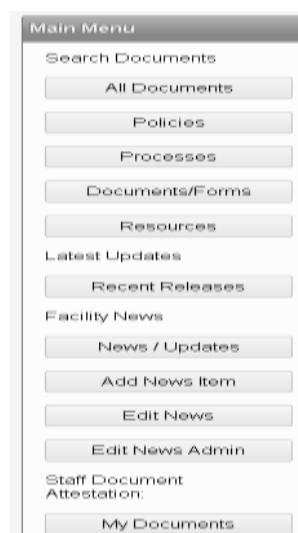 Main Menu
Search Documents
All Documents
Policies
Processes
Documents/Forms
Resources
Latest Updates
Recent Releases
Facility News
News / Updates
Add News Item
Edit News
Edit News Admin
Staff Document
Attestation:
My Documents